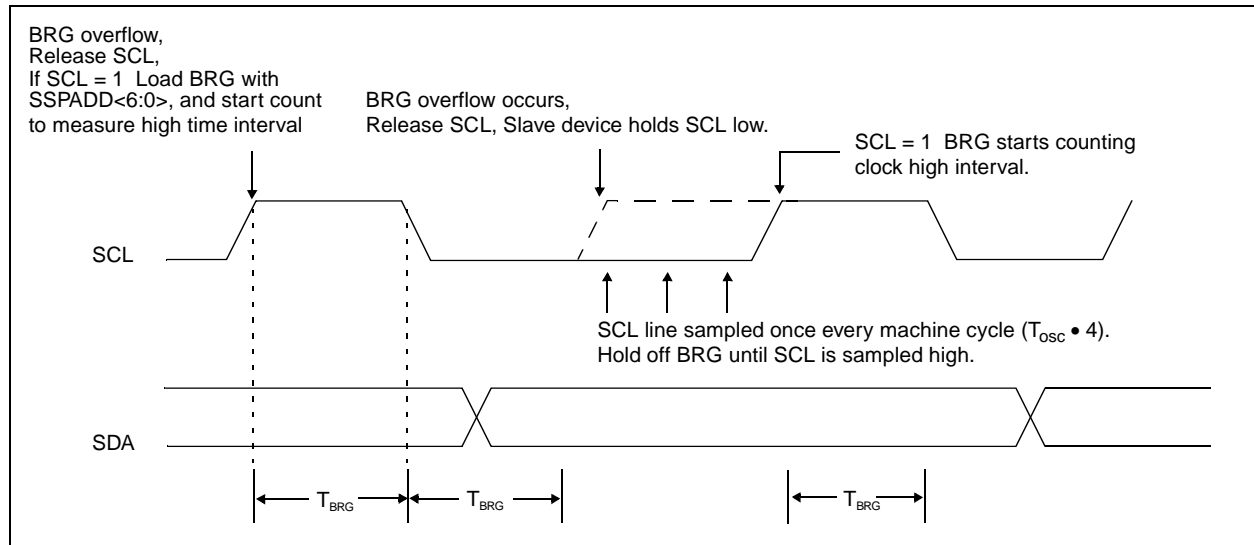 BRG overflow,
Release SCL,
If SCL = 1 Load BRG with
SSPADD<6:0>, and start count
to measure high time interval
BRG overflow occurs,
Release SCL, Slave device holds SCL low.
SCL = 1 BRG starts counting
clock high interval.
SCL
SCL line sampled once every machine cycle (Tosc • 4).
Hold off BRG until SCL is sampled high.
SDA
TBRG
TBRG
TBRG